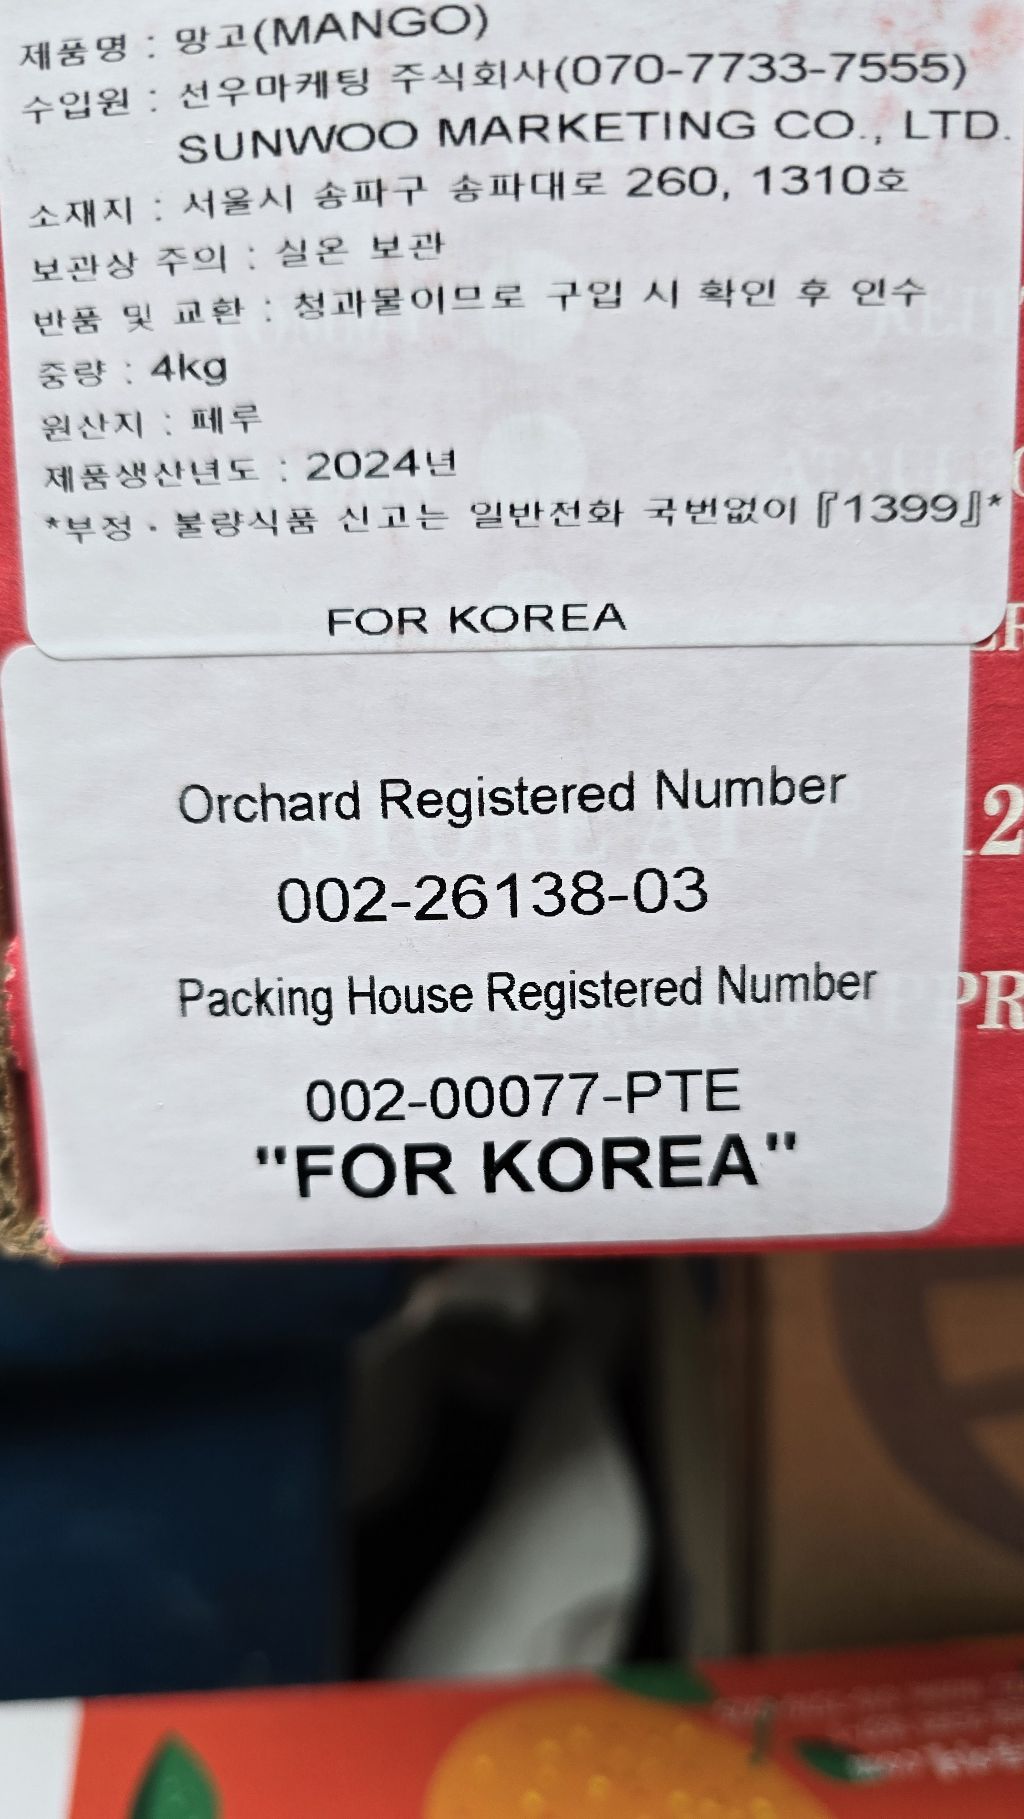 제품명 : 망고(MANGO)
수입원 : 선우마케팅 주식회사(070-7733-7555)
SUNWOO MARKETING CO., LTD.
소재지 : 서울시 송파구 송파대로 260, 1310호
보관상 주의 : 실온 보관
반품 및 교환 : 청과물이므로 구입 시 확인 후 인수
중량 : 4kg
원산지 : 페루
제품생산년도 : 2024년
*부정 · 불량식품 신고는 일반전화 국번없이 『1399』*
FOR KOREA
Orchard Registered Number
002-26138-03
Packing House Registered Number
002-00077-PTE
"FOR KOREA"